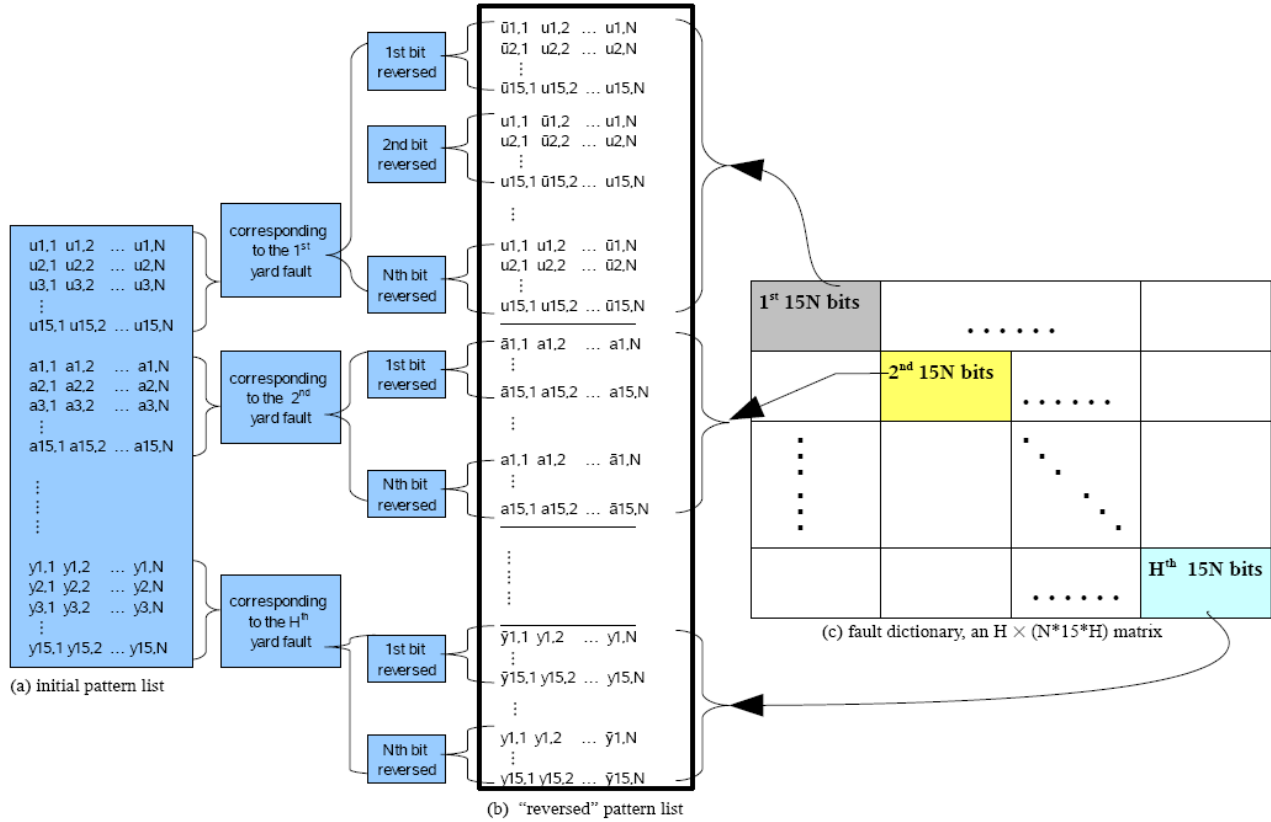 u1,1 u1,2 … u1,N
u2,1 u2,2 … u2,N
u3,1 u3,2 … u3,N
⋮
u15,1 u15,2 … u15,N
a1,1 a1,2 … a1,N
a2,1 a2,2 … a2,N
a3,1 a3,2 … a3,N
⋮
a15,1 a15,2 … a15,N
⋮
y1,1 y1,2 … y1,N
y2,1 y2,2 … y2,N
y3,1 y3,2 … y3,N
⋮
y15,1 y15,2 … y15,N
(a) initial pattern list
corresponding
to the 1st
yard fault
corresponding
to the 2nd
yard fault
corresponding
to the Hth
yard fault
1st bit
reversed
2nd bit
reversed
Nth bit
reversed
1st bit
reversed
Nth bit
reversed
1st bit
reversed
Nth bit
reversed
ū1,1 u1,2 … u1,N
ū2,1 u2,2 … u2,N
⋮
ū15,1 u15,2 … u15,N
u1,1 ū1,2 … u1,N
u2,1 ū2,2 … u2,N
⋮
u15,1 ū15,2 … u15,N
⋮
u1,1 u1,2 … ū1,N
u2,1 u2,2 … ū2,N
⋮
u15,1 u15,2 … ū15,N
ā1,1 a1,2 … a1,N
⋮
ā15,1 a15,2 … a15,N
⋮
a1,1 a1,2 … ā1,N
⋮
a15,1 a15,2 … ā15,N
⋮
ȳ1,1 y1,2 … y1,N
⋮
ȳ15,1 y15,2 … y15,N
⋮
y1,1 y1,2 … ȳ1,N
⋮
y15,1 y15,2 … ȳ15,N
(b) “reversed” pattern list
1st 15N bits
......
2nd 15N bits
......
......
Hth 15N bits
(c) fault dictionary, an H × (N*15*H) matrix